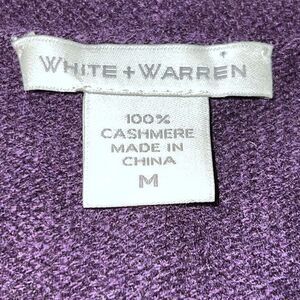 WHITE + WARREN
100%
CASHMERE
MADE IN
CHINA
M